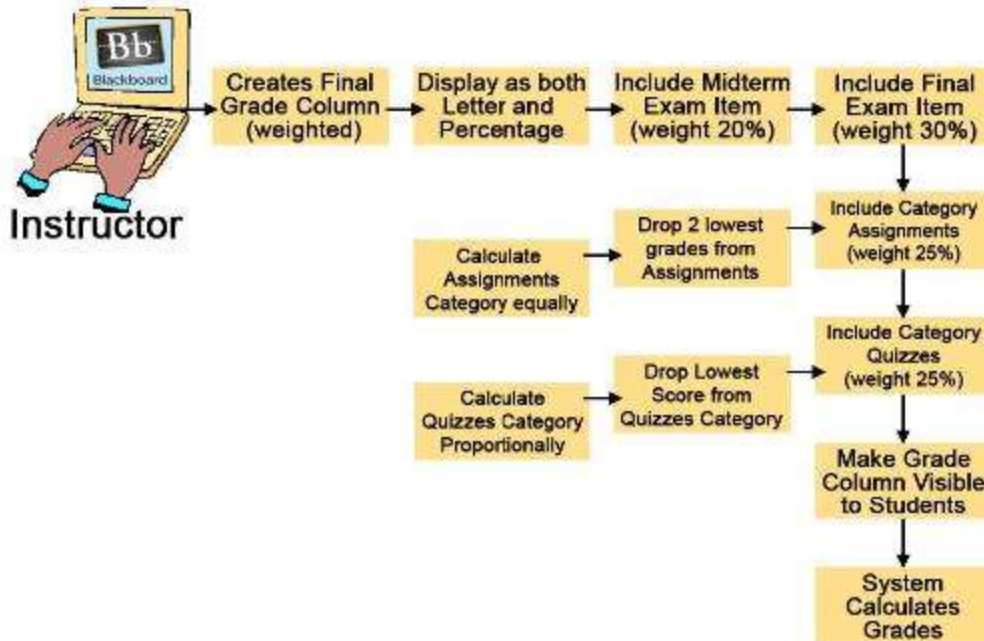 Bb
Blackboard
Instructor
Creates Final
Grade Column
(weighted)
Display as both
Letter and
Percentage
Include Midterm
Exam Item
(weight 20%)
Include Final
Exam Item
(weight 30%)
Calculate
Assignments
Category equally
Drop 2 lowest
grades from
Assignments
Include Category
Assignments
(weight 25%)
Calculate
Quizzes Category
Proportionally
Drop Lowest
Score from
Quizzes Category
Include Category
Quizzes
(weight 25%)
Make Grade
Column Visible
to Students
System
Calculates
Grades